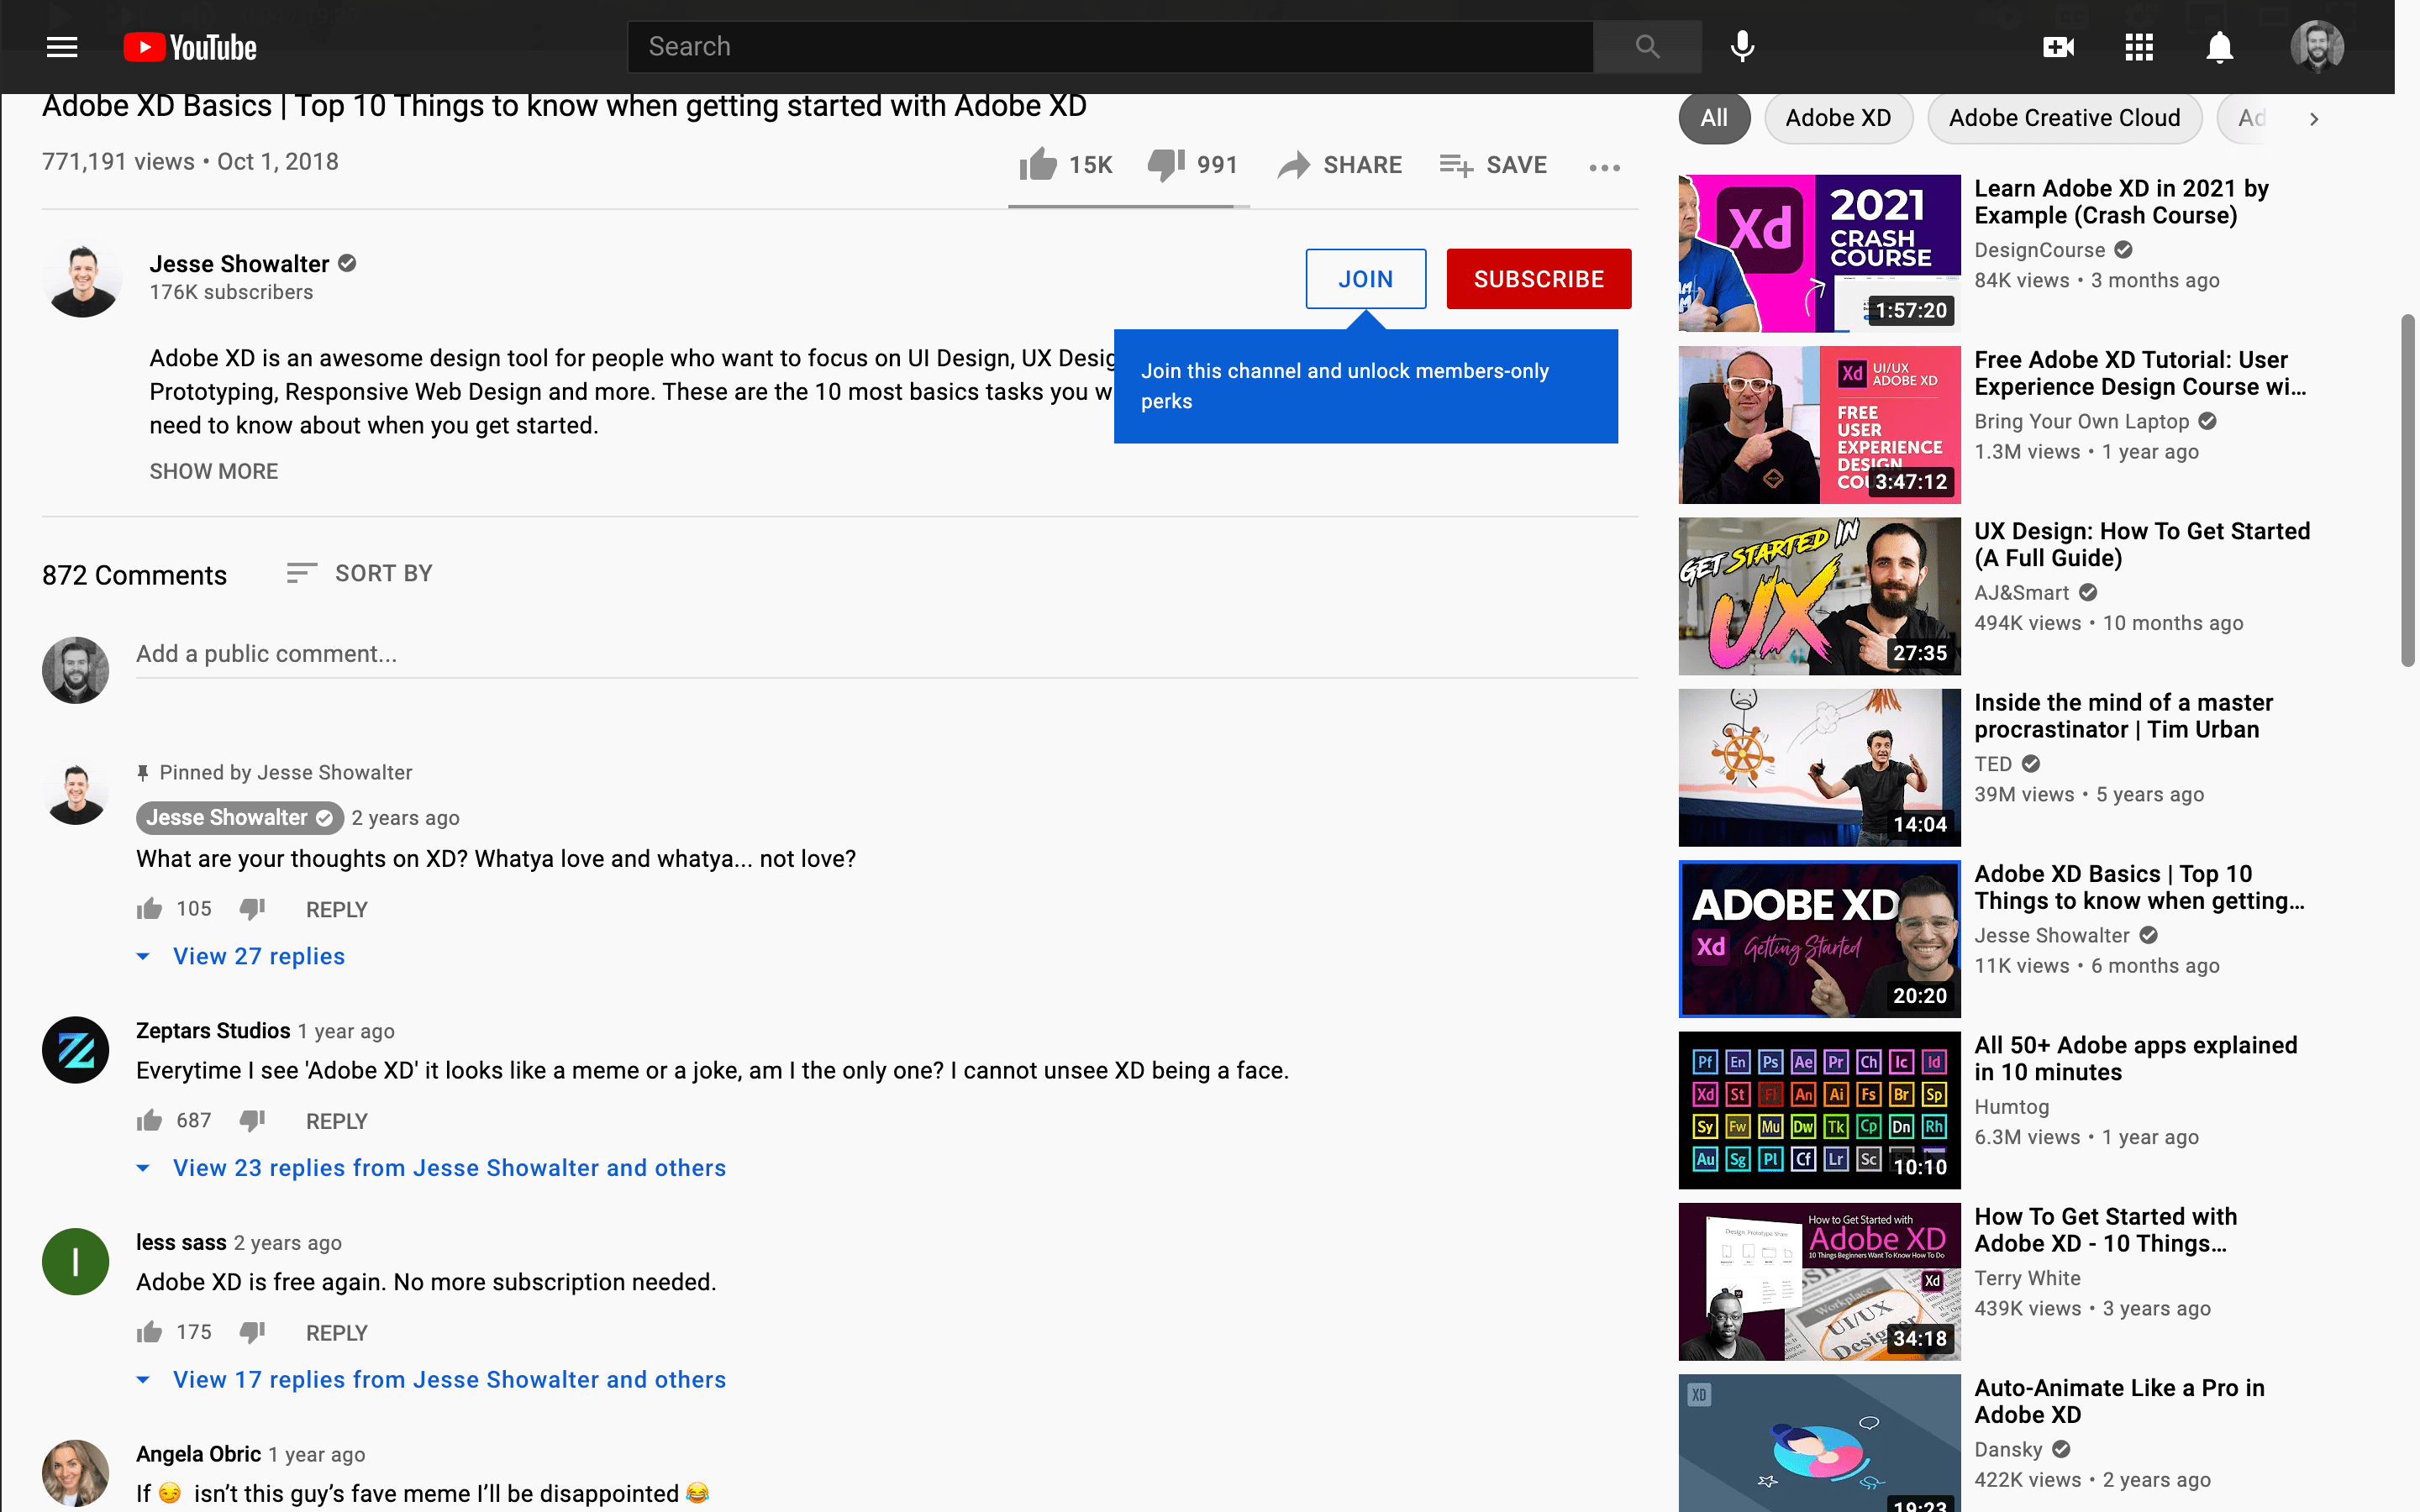 YouTube
Search
Adobe XD Basics | Top 10 Things to know when getting started with Adobe XD
771,191 views • Oct 1, 2018
15K
991
SHARE
SAVE
Jesse Showalter
176K subscribers
JOIN
SUBSCRIBE
Join this channel and unlock members-only
perks
Adobe XD is an awesome design tool for people who want to focus on UI Design, UX Desig
Prototyping, Responsive Web Design and more. These are the 10 most basics tasks you w
need to know about when you get started.
SHOW MORE
872 Comments
SORT BY
Add a public comment...
Pinned by Jesse Showalter
Jesse Showalter 2 years ago
What are your thoughts on XD? Whatya love and whatya... not love?
105
REPLY
View 27 replies
Zeptars Studios 1 year ago
Everytime I see 'Adobe XD' it looks like a meme or a joke, am I the only one? I cannot unsee XD being a face.
687
REPLY
View 23 replies from Jesse Showalter and others
l
less sass 2 years ago
Adobe XD is free again. No more subscription needed.
175
REPLY
View 17 replies from Jesse Showalter and others
Angela Obric 1 year ago
If 😏 isn’t this guy’s fave meme I’ll be disappointed 😂
All
Adobe XD
Adobe Creative Cloud
Ad
Xd
2021
CRASH
COURSE
1:57:20
Learn Adobe XD in 2021 by
Example (Crash Course)
DesignCourse
84K views • 3 months ago
Xd
UI/UX
ADOBE XD
FREE
USER
EXPERIENCE
DESIGN
COU
3:47:12
Free Adobe XD Tutorial: User
Experience Design Course wi...
Bring Your Own Laptop
1.3M views • 1 year ago
GET STARTED IN
UX
27:35
UX Design: How To Get Started
(A Full Guide)
AJ&Smart
494K views • 10 months ago
14:04
Inside the mind of a master
procrastinator | Tim Urban
TED
39M views • 5 years ago
ADOBE XD
Xd
Getting Started
20:20
Adobe XD Basics | Top 10
Things to know when getting...
Jesse Showalter
11K views • 6 months ago
Pf En Ps Ae Pr Ch Ic Id
Xd St Fl An Ai Fs Br Sp
Sy Fw Mu Dw Tk Cp Dn Rh
Au Sg Pl Cf Lr Sc
10:10
All 50+ Adobe apps explained
in 10 minutes
Humtog
6.3M views • 1 year ago
How to Get Started with
Adobe XD
10 Things Beginners Want To Know How To Do
Design Prototype Share
Xd
Workplace
UI/UX
Designer
34:18
How To Get Started with
Adobe XD - 10 Things...
Terry White
439K views • 3 years ago
XD
19:23
Auto-Animate Like a Pro in
Adobe XD
Dansky
422K views • 2 years ago